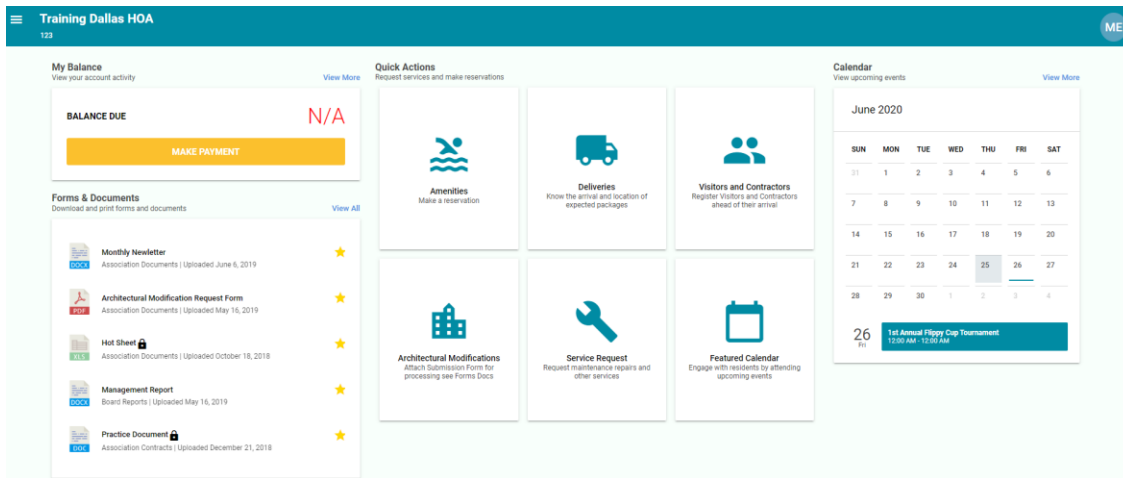 Training Dallas HOA
123
ME
My Balance
View your account activity
View More
BALANCE DUE
N/A
MAKE PAYMENT
Forms & Documents
Download and print forms and documents
View All
DOCX
Monthly Newletter
Association Documents | Uploaded June 6, 2019
PDF
Architectural Modification Request Form
Association Documents | Uploaded May 16, 2019
XLS
Hot Sheet
Association Documents | Uploaded October 18, 2018
DOCX
Management Report
Board Reports | Uploaded May 16, 2019
DOC
Practice Document
Association Contracts | Uploaded December 21, 2018
Quick Actions
Request services and make reservations
Amenities
Make a reservation
Deliveries
Know the arrival and location of
expected packages
Visitors and Contractors
Register Visitors and Contractors
ahead of their arrival
Architectural Modifications
Attach Submission Form for
processing see Forms Docs
Service Request
Request maintenance repairs and
other services
Featured Calendar
Engage with residents by attending
upcoming events
Calendar
View upcoming events
View More
June 2020
SUN MON TUE WED THU FRI SAT
31 1 2 3 4 5 6
7 8 9 10 11 12 13
14 15 16 17 18 19 20
21 22 23 24 25 26 27
28 29 30 1 2 3 4
26
Fri
1st Annual Flippy Cup Tournament
12:00 AM - 12:00 AM